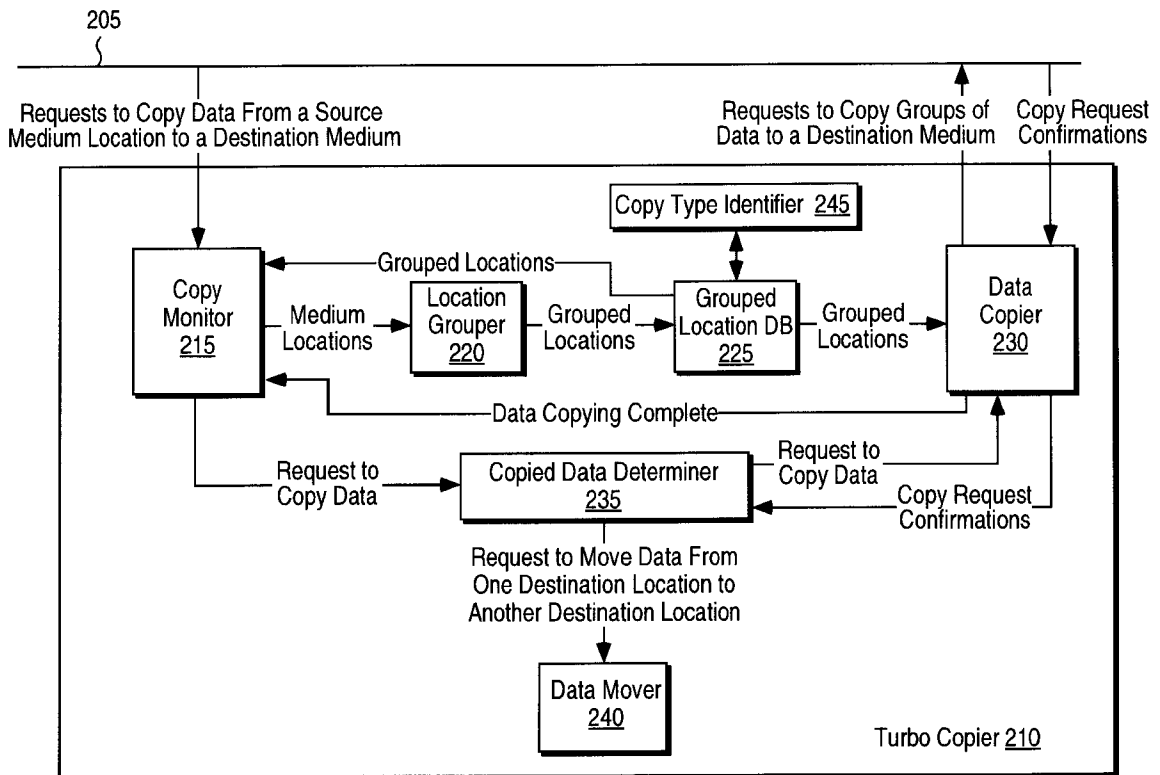 205
Requests to Copy Data From a Source
Medium Location to a Destination Medium
Requests to Copy Groups of
Data to a Destination Medium
Copy Request
Confirmations
Copy Type Identifier 245
Grouped Locations
Copy
Monitor
215
Medium
Locations
Location
Grouper
220
Grouped
Locations
Grouped
Location DB
225
Grouped
Locations
Data
Copier
230
Data Copying Complete
Request to
Copy Data
Copied Data Determiner
235
Request to
Copy Data
Copy Request
Confirmations
Request to Move Data From
One Destination Location to
Another Destination Location
Data Mover
240
Turbo Copier 210